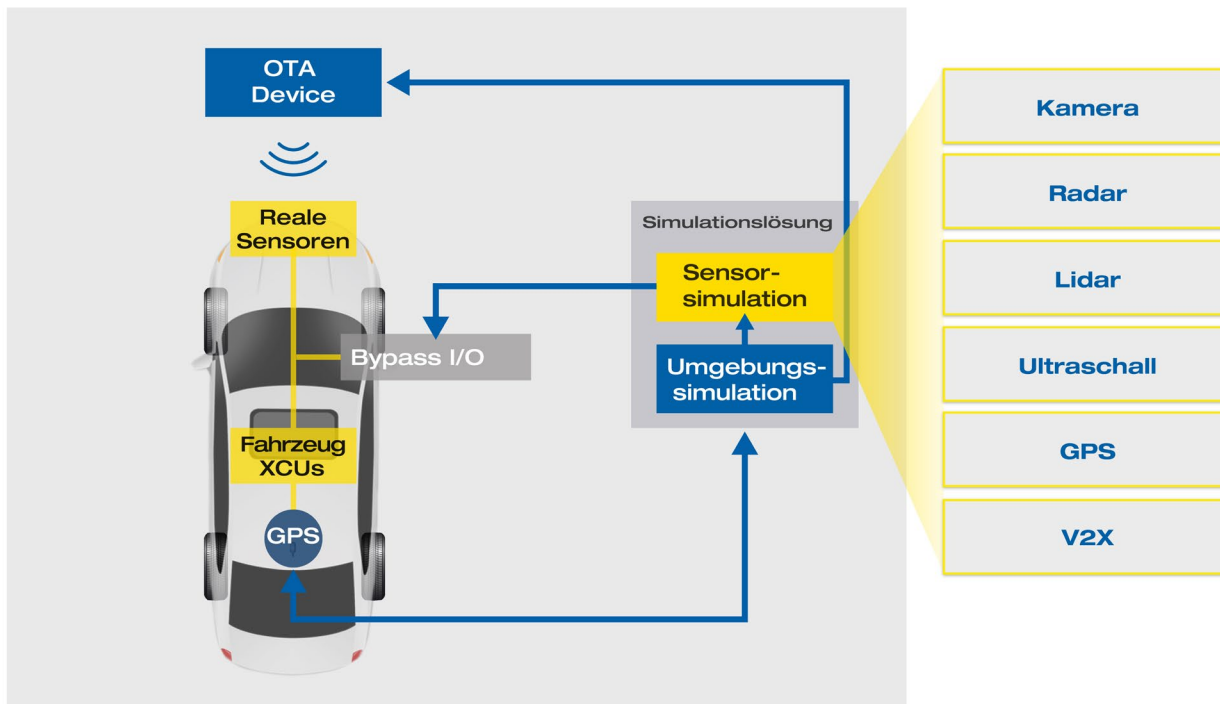 OTA
Device
Reale
Sensoren
Bypass I/O
Fahrzeug
XCUs
GPS
Simulationslösung
Sensor-
simulation
Umgebungs-
simulation
Kamera
Radar
Lidar
Ultraschall
GPS
V2X